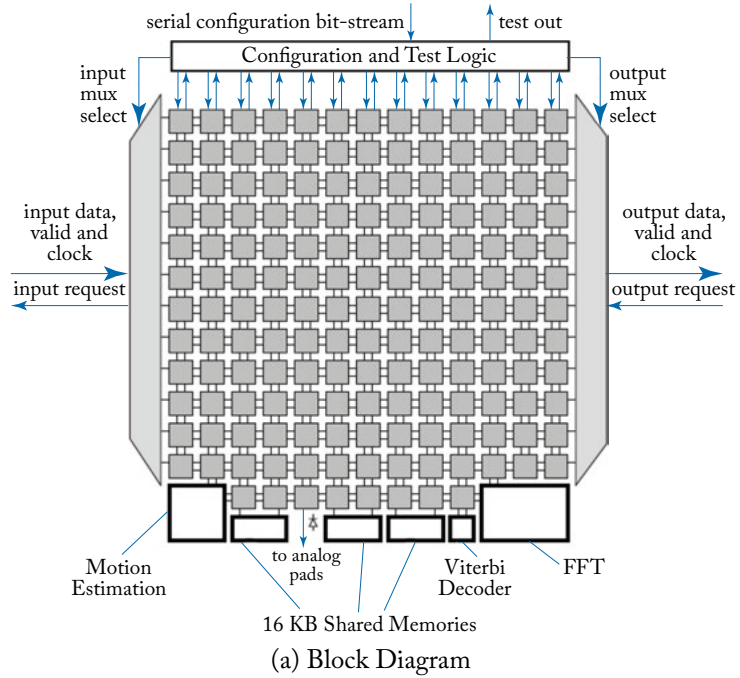 serial configuration bit-stream
test out
Configuration and Test Logic
input
mux
select
output
mux
select
input data,
valid and
clock
input request
output data,
valid and
clock
output request
Motion
Estimation
to analog
pads
Viterbi
Decoder
FFT
16 KB Shared Memories
(a) Block Diagram